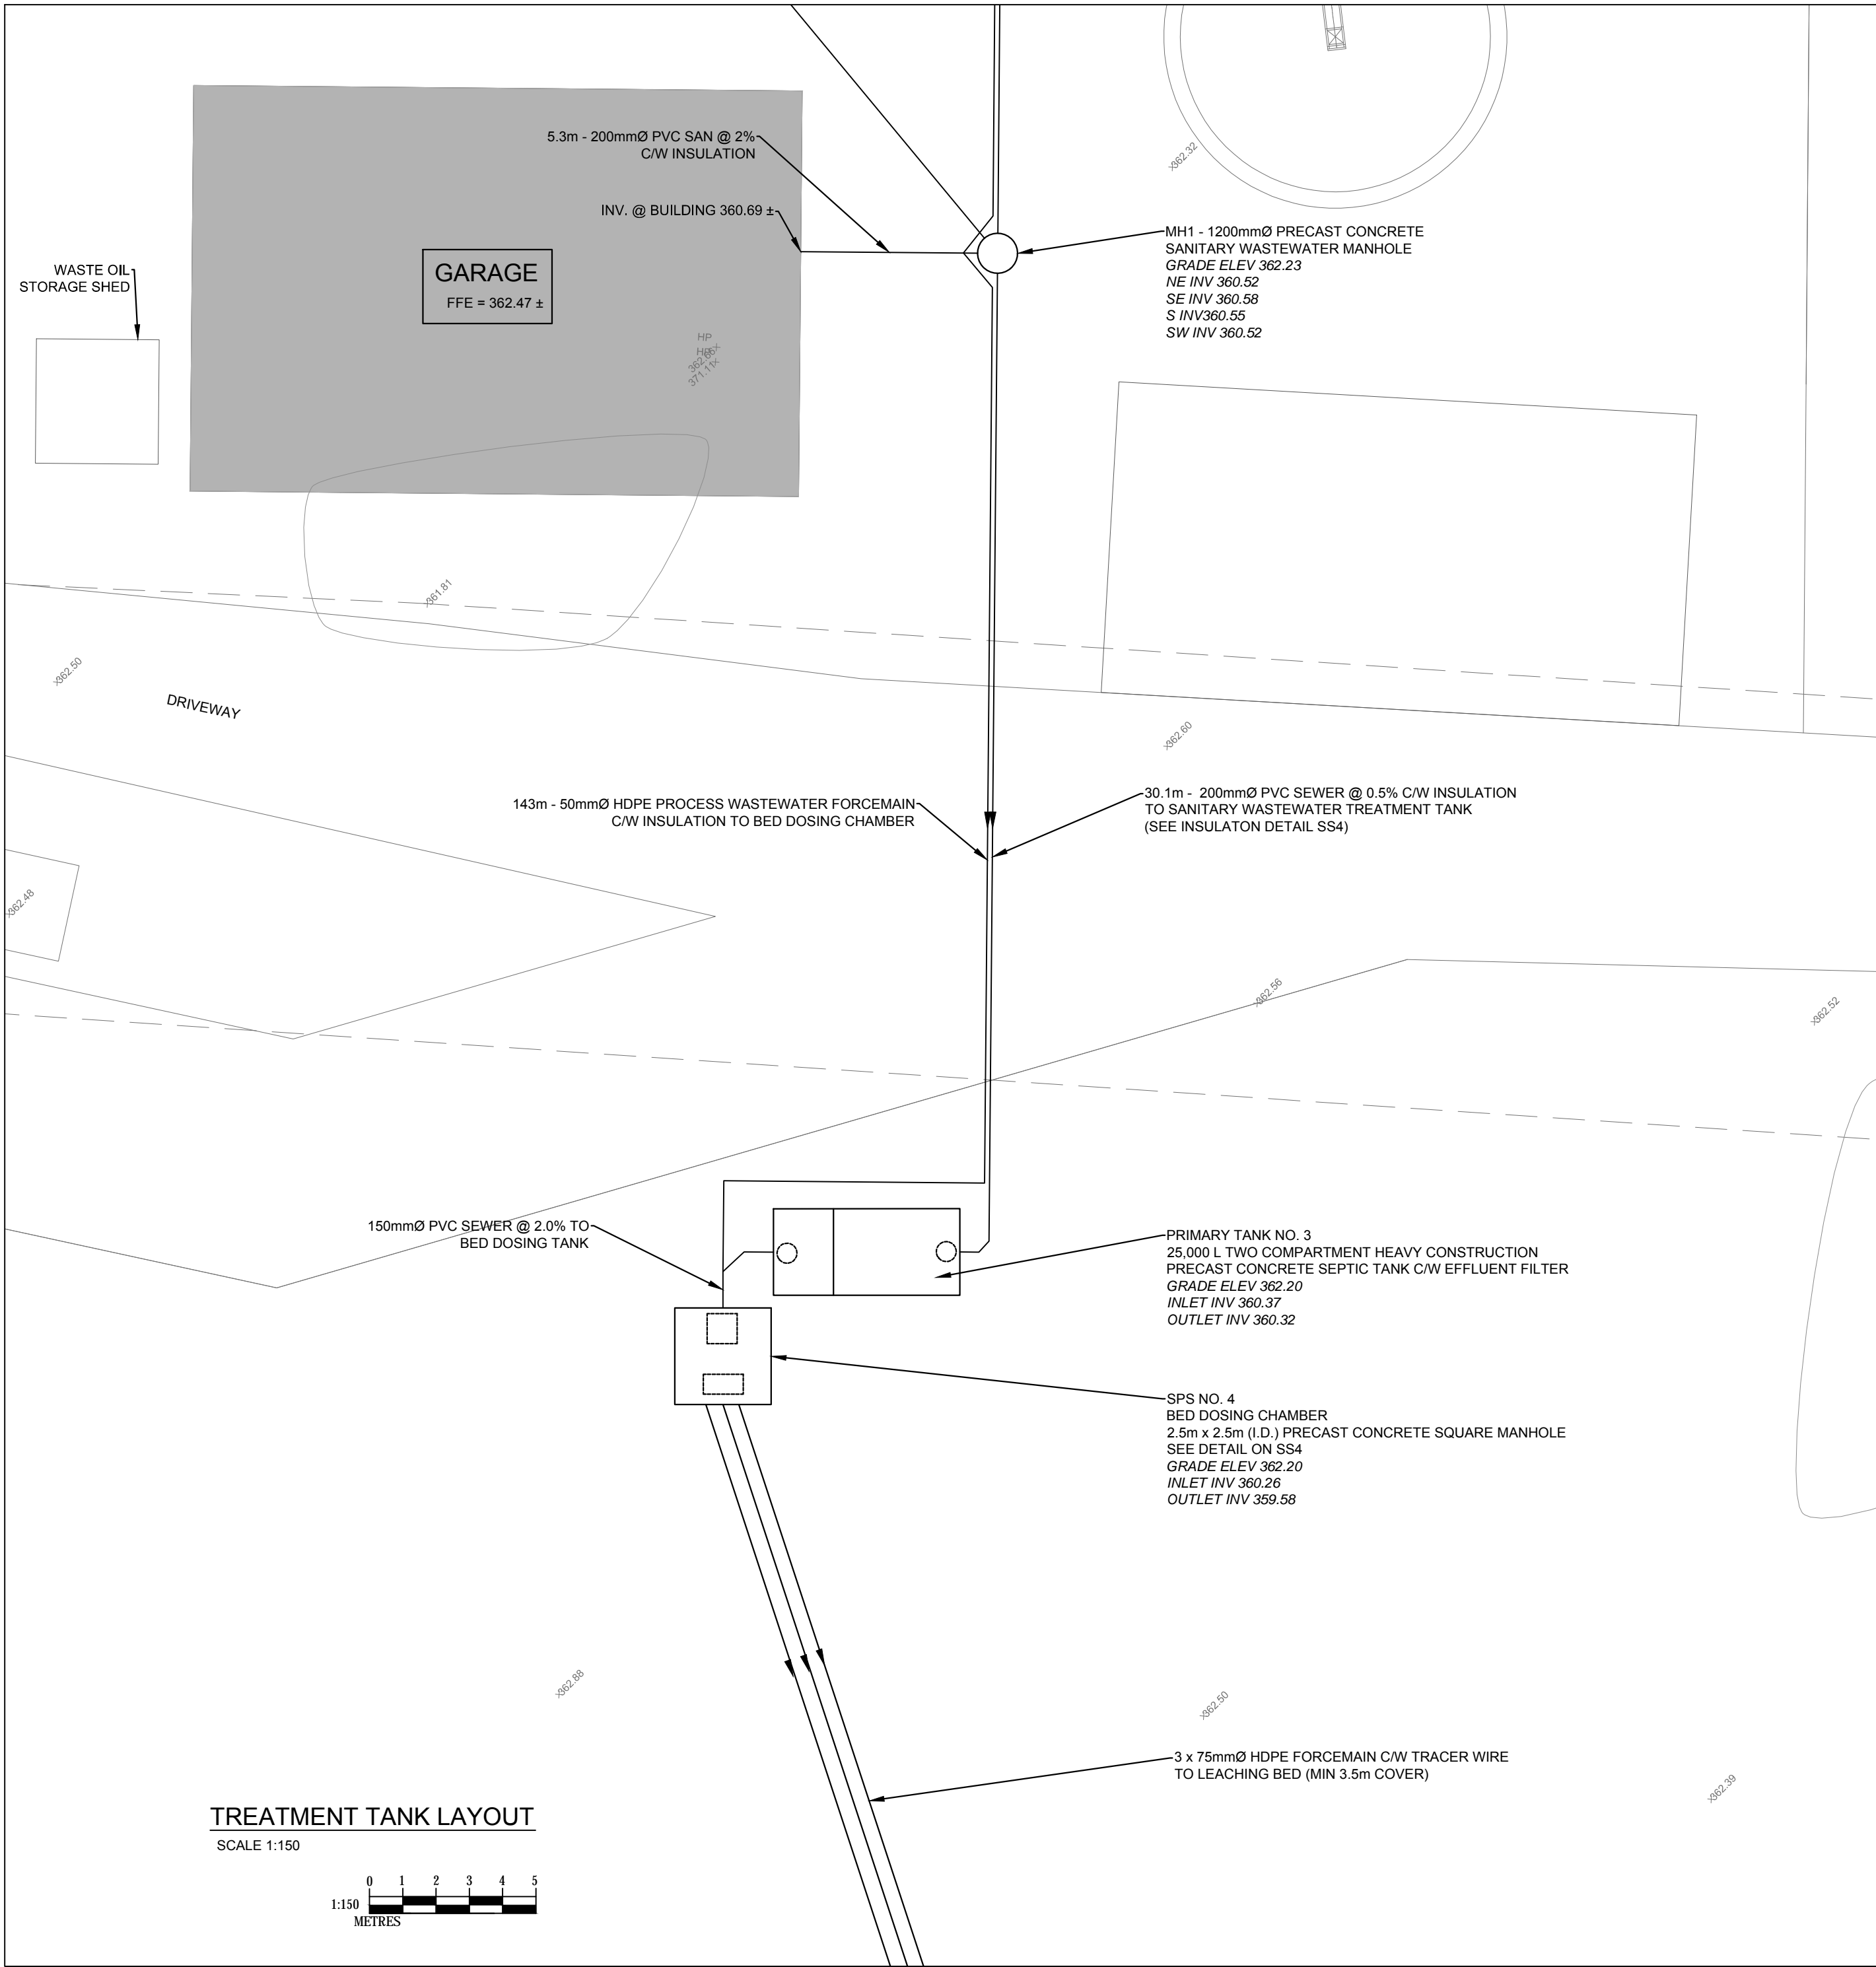 5.3m - 200mmØ PVC SAN @ 2%
C/W INSULATION
INV. @ BUILDING 360.69 ±
x362.32
MH1 - 1200mmØ PRECAST CONCRETE
SANITARY WASTEWATER MANHOLE
GRADE ELEV 362.23
NE INV 360.52
SE INV 360.58
S INV360.55
SW INV 360.52
WASTE OIL
STORAGE SHED
GARAGE
FFE = 362.47 ±
HP
371.11x
x361.81
x362.50
DRIVEWAY
x362.60
143m - 50mmØ HDPE PROCESS WASTEWATER FORCEMAIN
C/W INSULATION TO BED DOSING CHAMBER
30.1m -  200mmØ PVC SEWER @ 0.5% C/W INSULATION
TO SANITARY WASTEWATER TREATMENT TANK
(SEE INSULATON DETAIL SS4)
x362.48
x362.56
x362.52
150mmØ PVC SEWER @ 2.0% TO
BED DOSING TANK
PRIMARY TANK NO. 3
25,000 L TWO COMPARTMENT HEAVY CONSTRUCTION
PRECAST CONCRETE SEPTIC TANK C/W EFFLUENT FILTER
GRADE ELEV 362.20
INLET INV 360.37
OUTLET INV 360.32
SPS NO. 4
BED DOSING CHAMBER
2.5m x 2.5m (I.D.) PRECAST CONCRETE SQUARE MANHOLE
SEE DETAIL ON SS4
GRADE ELEV 362.20
INLET INV 360.26
OUTLET INV 359.58
x362.88
x362.50
3 x 75mmØ HDPE FORCEMAIN C/W TRACER WIRE
TO LEACHING BED (MIN 3.5m COVER)
x362.39
TREATMENT TANK LAYOUT
SCALE 1:150
0 1 2 3 4 5
1:150
METRES